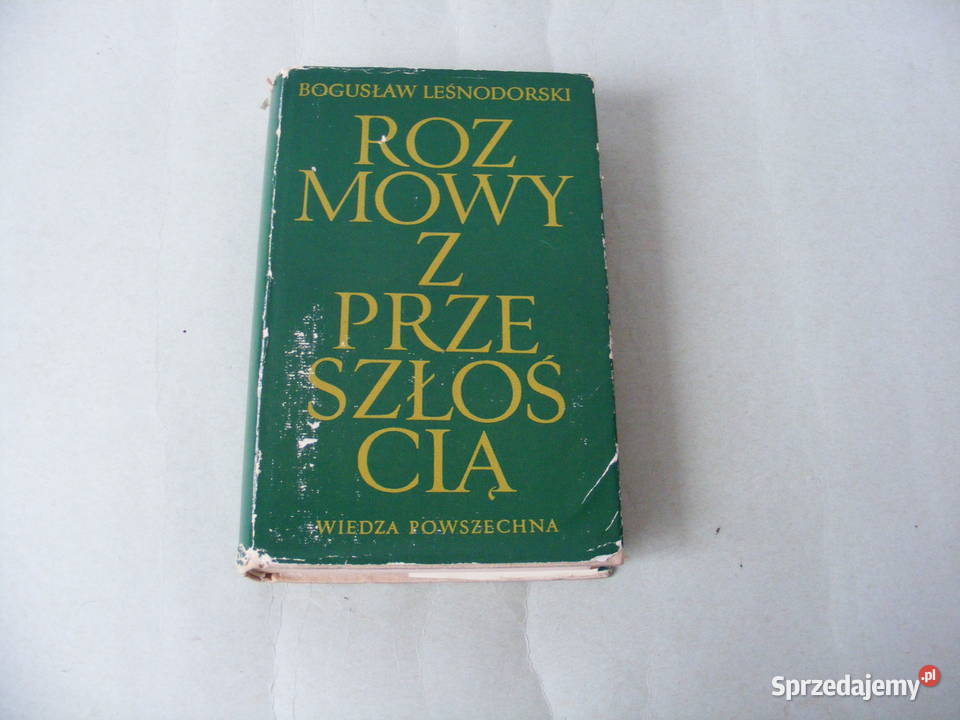 BOGUSŁAW LEŚNODORSKI
ROZ
MOWY
Z
PRZE
SZŁOŚ
CIĄ
WIEDZA POWSZECHNA
Sprzedajemy.pl